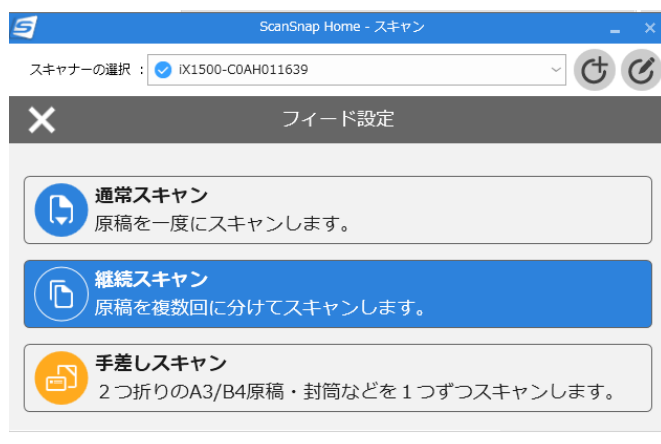 ScanSnap Home - スキャン
スキャナーの選択 : iX1500-C0AH011639
フィード設定
通常スキャン
原稿を一度にスキャンします。
継続スキャン
原稿を複数回に分けてスキャンします。
手差しスキャン
２つ折りのA3/B4原稿・封筒などを１つずつスキャンします。